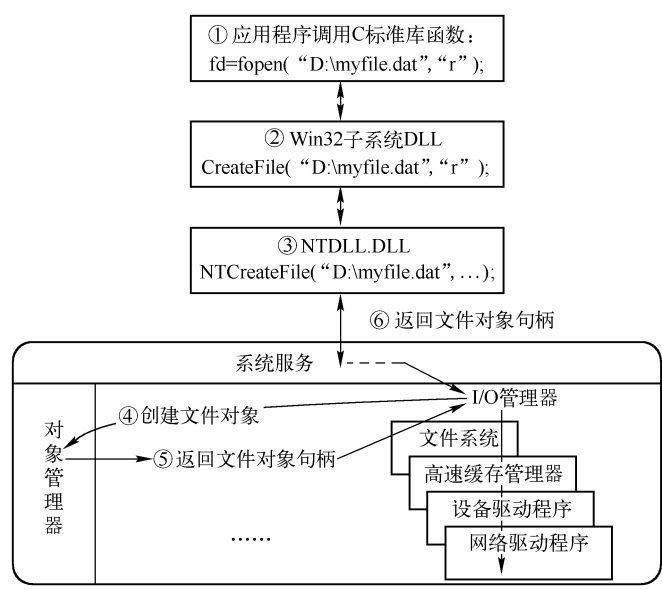 ① 应用程序调用C标准库函数：
fd=fopen( “D:\myfile.dat”,“r” );
② Win32子系统DLL
CreateFile( “D:\myfile.dat”,“r” );
③ NTDLL.DLL
NTCreateFile(“D:\myfile.dat”,…);
⑥ 返回文件对象句柄
系统服务
I/O管理器
④创建文件对象
文件系统
对象管理器
⑤返回文件对象句柄
高速缓存管理器
设备驱动程序
网络驱动程序
……